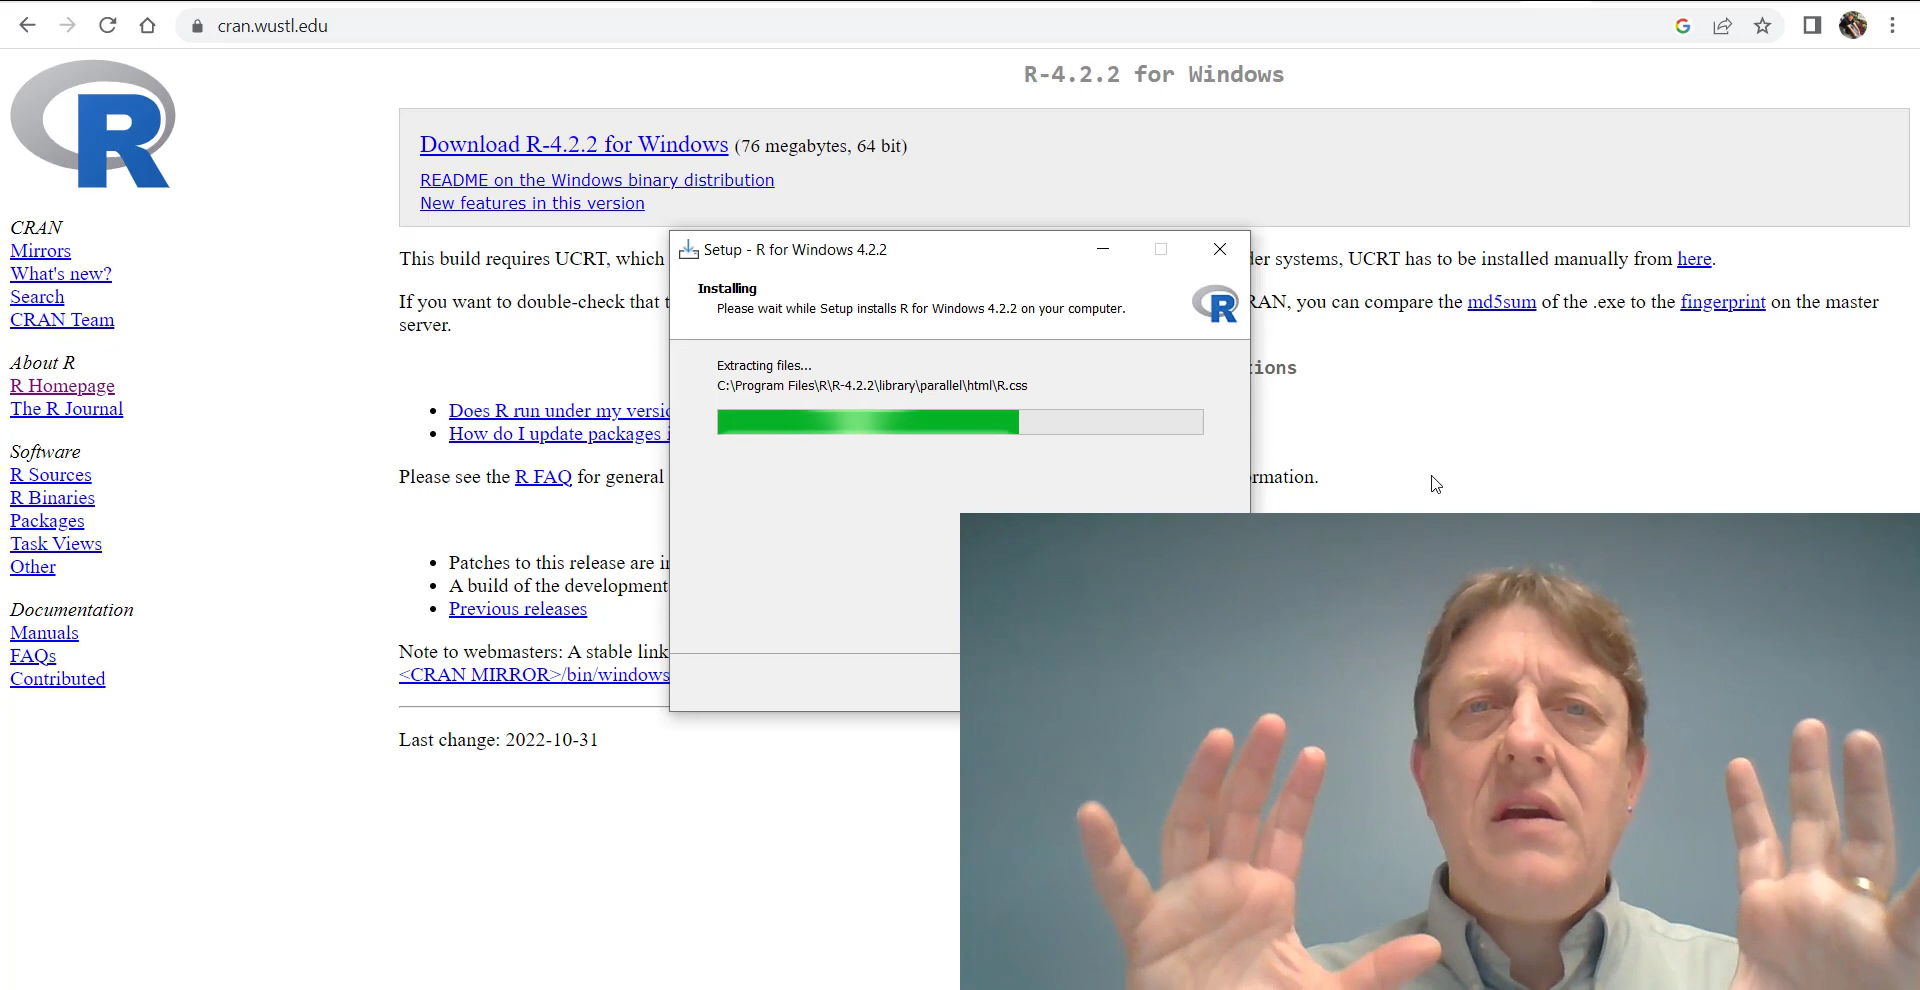 cran.wustl.edu
R
R-4.2.2 for Windows
Download R-4.2.2 for Windows (76 megabytes, 64 bit)
README on the Windows binary distribution
New features in this version
CRAN
Mirrors
What's new?
Search
CRAN Team
About R
R Homepage
The R Journal
Software
R Sources
R Binaries
Packages
Task Views
Other
Documentation
Manuals
FAQs
Contributed
This build requires UCRT, which
der systems, UCRT has to be installed manually from here.
If you want to double-check that t
RAN, you can compare the md5sum of the .exe to the fingerprint on the master
server.
tions
Does R run under my versio
How do I update packages i
Please see the R FAQ for general
rmation.
Patches to this release are in
A build of the development
Previous releases
Note to webmasters: A stable link
<CRAN MIRROR>/bin/windows
Last change: 2022-10-31
Setup - R for Windows 4.2.2
Installing
Please wait while Setup installs R for Windows 4.2.2 on your computer.
R
Extracting files...
C:\Program Files\R\R-4.2.2\library\parallel\html\R.css